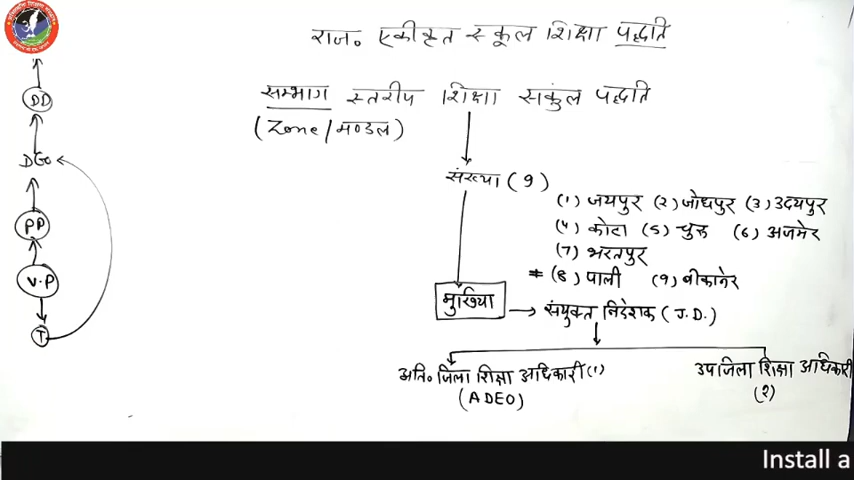 राज० एकीकृत स्कूल शिक्षा पद्धति
सम्भाग स्तरीय शिक्षा संकुल पद्धति
(Zone/मण्डल)
संख्या (9)
(1) जयपुर (2) जोधपुर (3) उदयपुर
(4) कोटा (5) चुरू (6) अजमेर
(7) भरतपुर
* (8) पाली (9) बीकानेर
मुखिया
संयुक्त निदेशक (J.D.)
अति० जिला शिक्षा अधिकारी (1)
(ADEO)
उप जिला शिक्षा अधिकारी
(2)
DD
DEO
PP
V.P
T
Install a